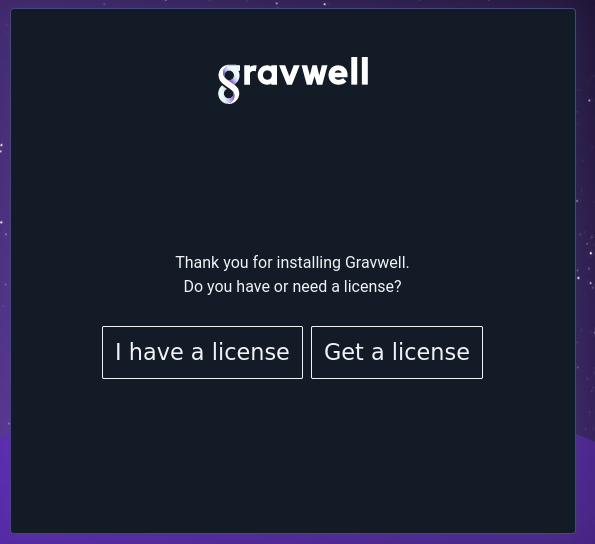 gravwell
Thank you for installing Gravwell.
Do you have or need a license?
I have a license
Get a license